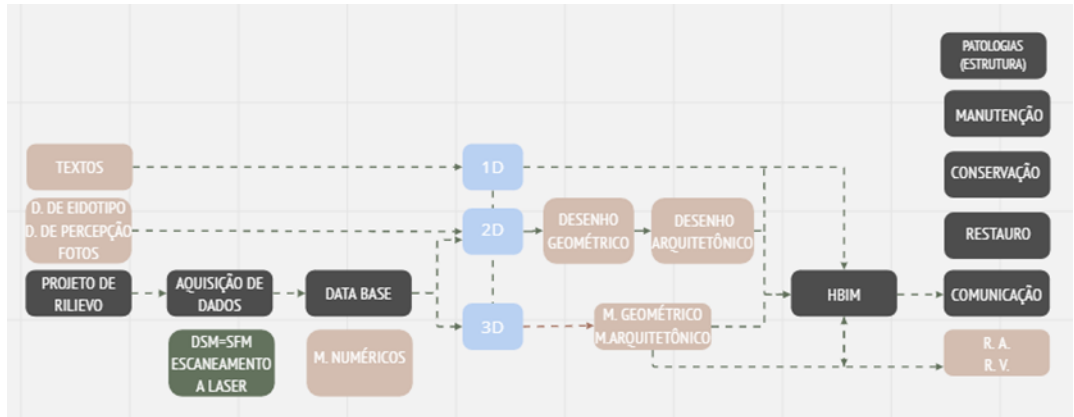 PATOLOGIAS
(ESTRUTURA)
MANUTENÇÃO
TEXTOS
1D
CONSERVAÇÃO
D. DE EIDOTIPO
D. DE PERCEPÇÃO
FOTOS
2D
DESENHO
GEOMÉTRICO
DESENHO
ARQUITETÔNICO
RESTAURO
PROJETO DE
RILIEVO
AQUISIÇÃO DE
DADOS
DATA BASE
3D
M. GEOMÉTRICO
M.ARQUITETÔNICO
HBIM
COMUNICAÇÃO
DSM=SFM
ESCANEAMENTO
A LASER
M. NUMÉRICOS
R. A.
R. V.